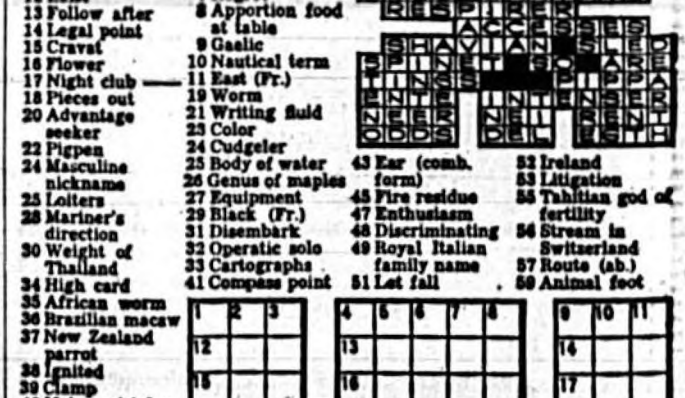 13 Follow after
14 Legal point
15 Cravat
16 Flower
17 Night club —
18 Pieces out
20 Advantage
seeker
22 Pigpen
24 Masculine
nickname
25 Loiters
28 Mariner's
direction
30 Weight of
Thailand
34 High card
35 African worm
36 Brazilian macaw
37 New Zealand
parrot
38 Ignited
39 Clamp
8 Apportion food
at table
9 Gaelic
10 Nautical term
11 East (Fr.)
19 Worm
21 Writing fluid
23 Color
24 Cudgeler
25 Body of water
26 Genus of maples
27 Equipment
29 Black (Fr.)
31 Disembark
32 Operatic solo
33 Cartographs
41 Compass point
RESPIRER
ACCESSES
SHAVIAN SLED
SPINET SO ARE
TINGS PIPPA
ENTE INTENSER
NEER NEIL RENT
ODDS DEL ESTH
43 Ear (comb.
form)
45 Fire residue
47 Enthusiasm
48 Discriminating
49 Royal Italian
family name
51 Let fall
52 Ireland
53 Litigation
55 Tahitian god of
fertility
56 Stream in
Switzerland
57 Route (ab.)
59 Animal foot
1 2 3 4 5 6 7 8 9 10 11
12 13 14
15 16 17